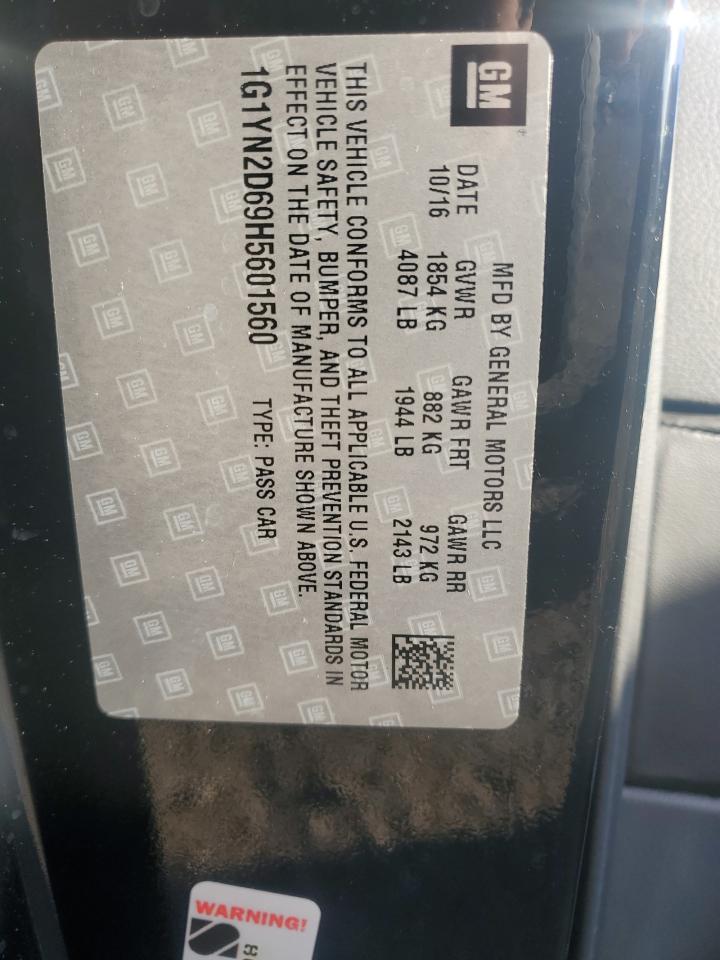 GM
MFD BY GENERAL MOTORS LLC
DATE GVWR GAWR FRT GAWR RR
10/16 1854 KG 882 KG 972 KG
4087 LB 1944 LB 2143 LB
THIS VEHICLE CONFORMS TO ALL APPLICABLE U.S. FEDERAL MOTOR
VEHICLE SAFETY, BUMPER, AND THEFT PREVENTION STANDARDS IN
EFFECT ON THE DATE OF MANUFACTURE SHOWN ABOVE.
1G1YN2D69H5601560 TYPE: PASS CAR
WARNING!